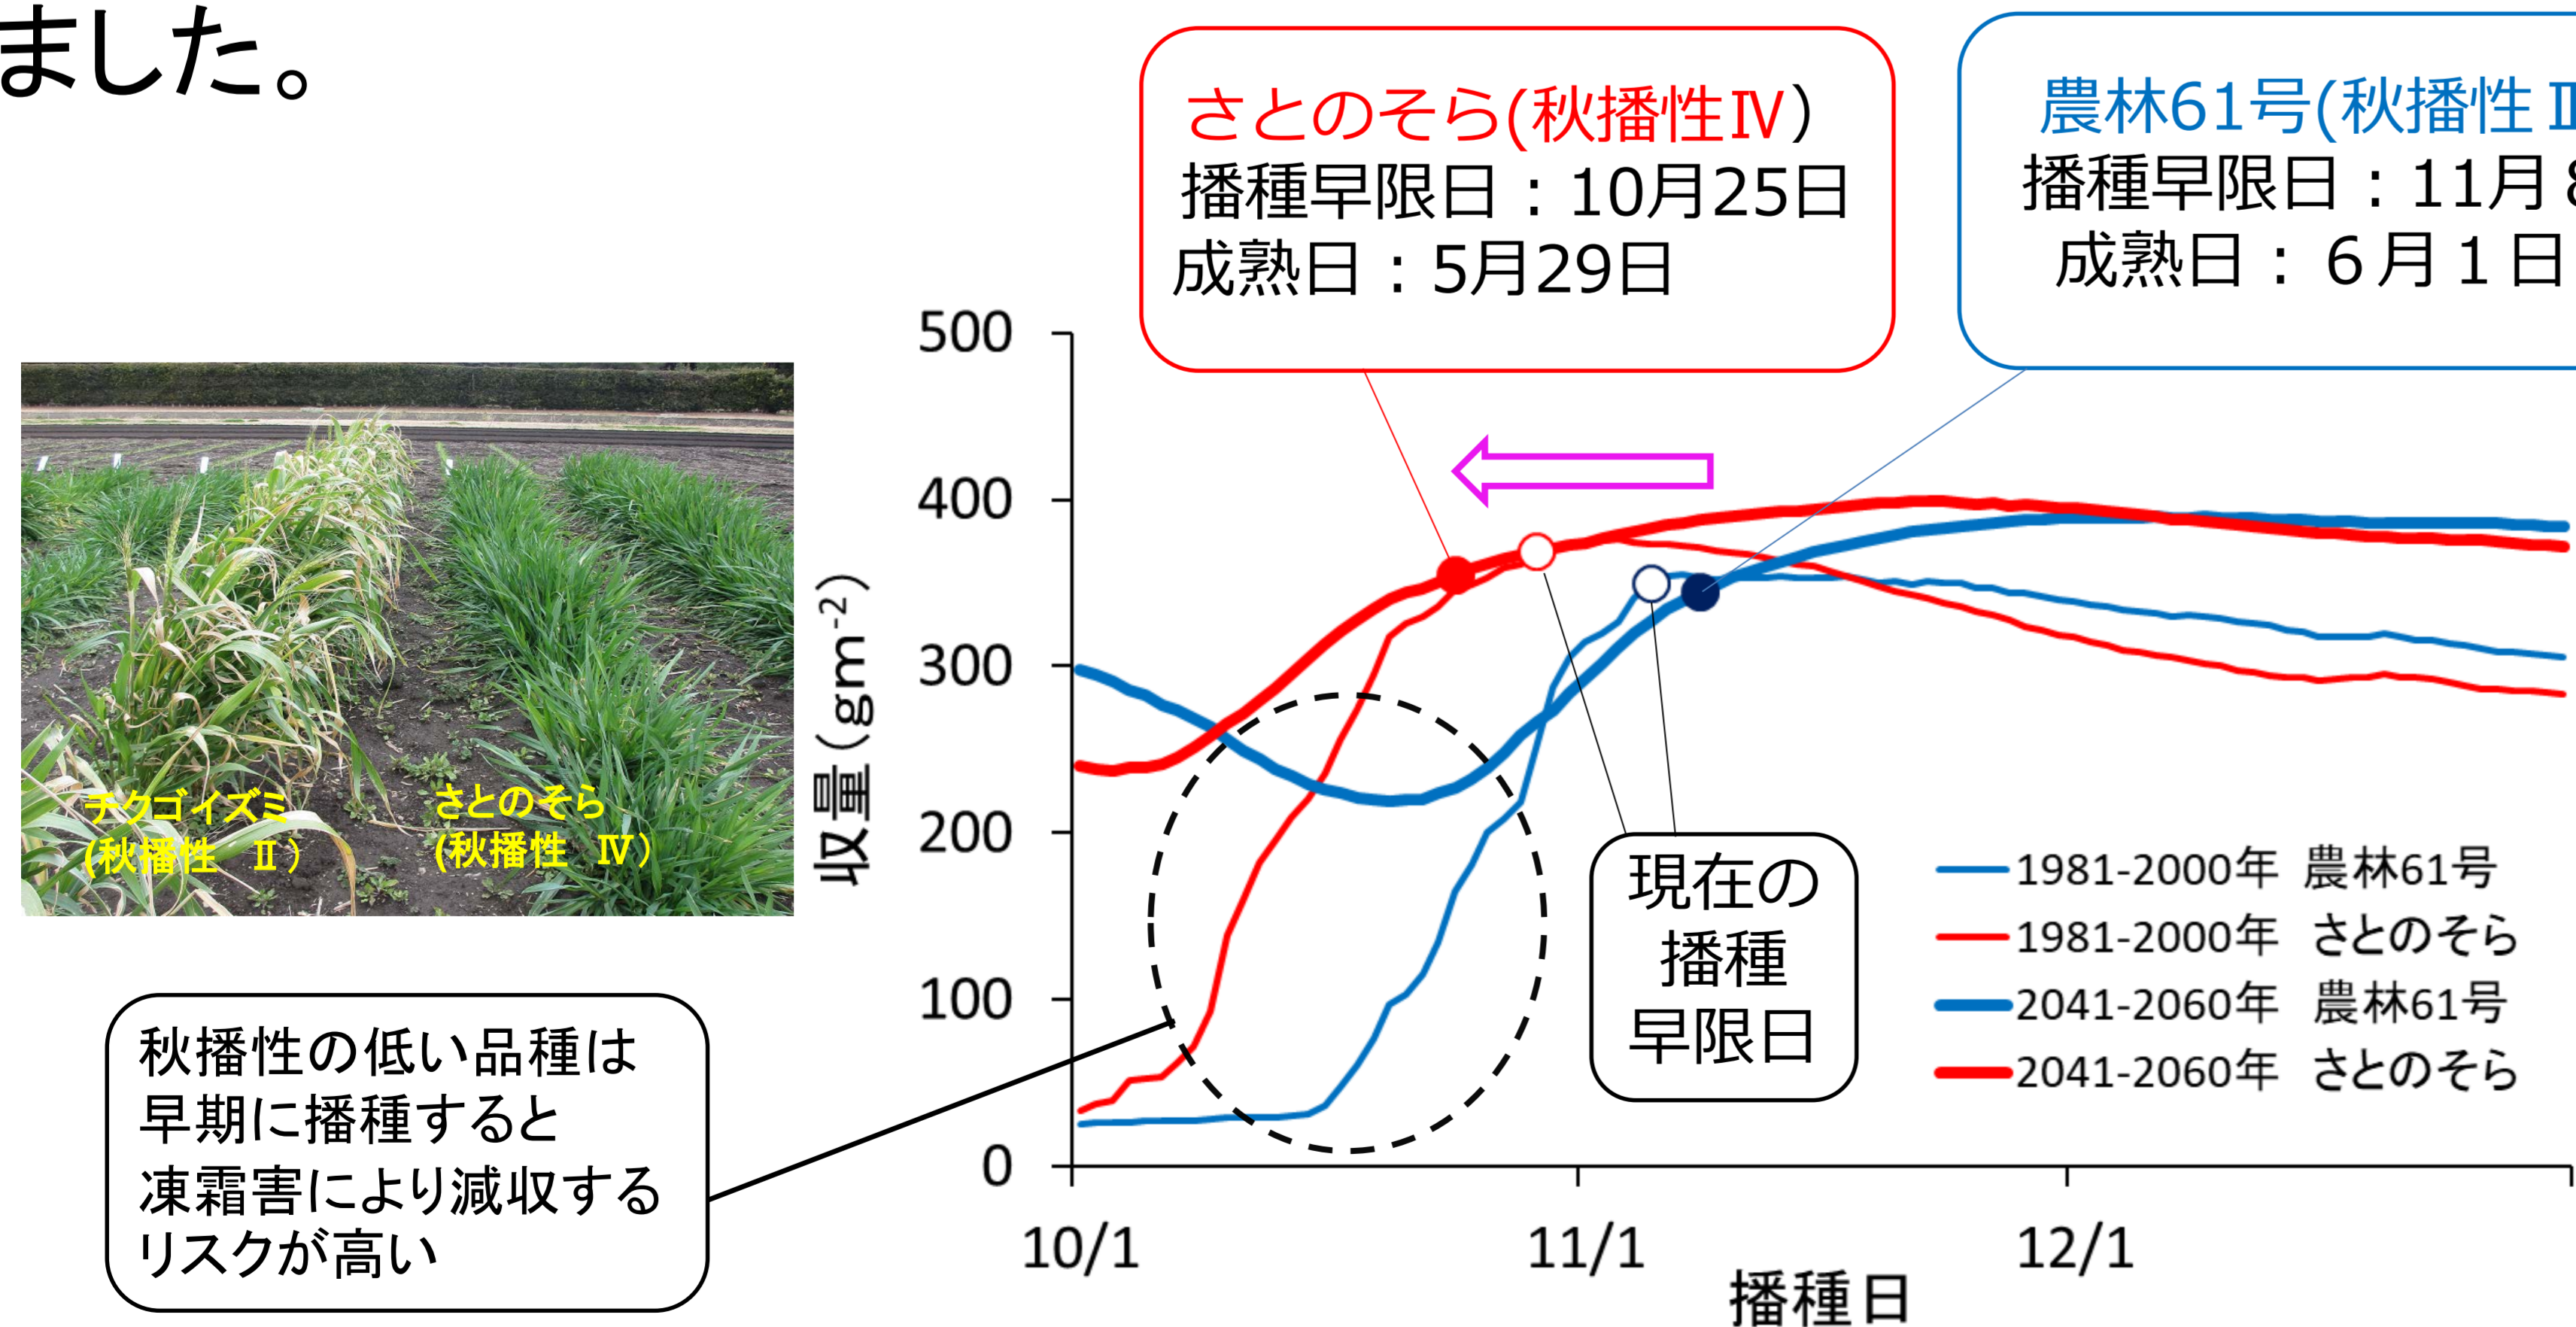 ました。
さとのそら(秋播性Ⅳ)
播種早限日：10月25日
成熟日：5月29日
農林61号(秋播性
播種早限日：11月
成熟日：６月１日
チクゴイズミ
(秋播性 Ⅱ)
さとのそら
(秋播性 Ⅳ)
収量(gm⁻²)
500
400
300
200
100
0
10/1
11/1
12/1
播種日
現在の
播種
早限日
1981-2000年 農林61号
1981-2000年 さとのそら
2041-2060年 農林61号
2041-2060年 さとのそら
秋播性の低い品種は
早期に播種すると
凍霜害により減収する
リスクが高い